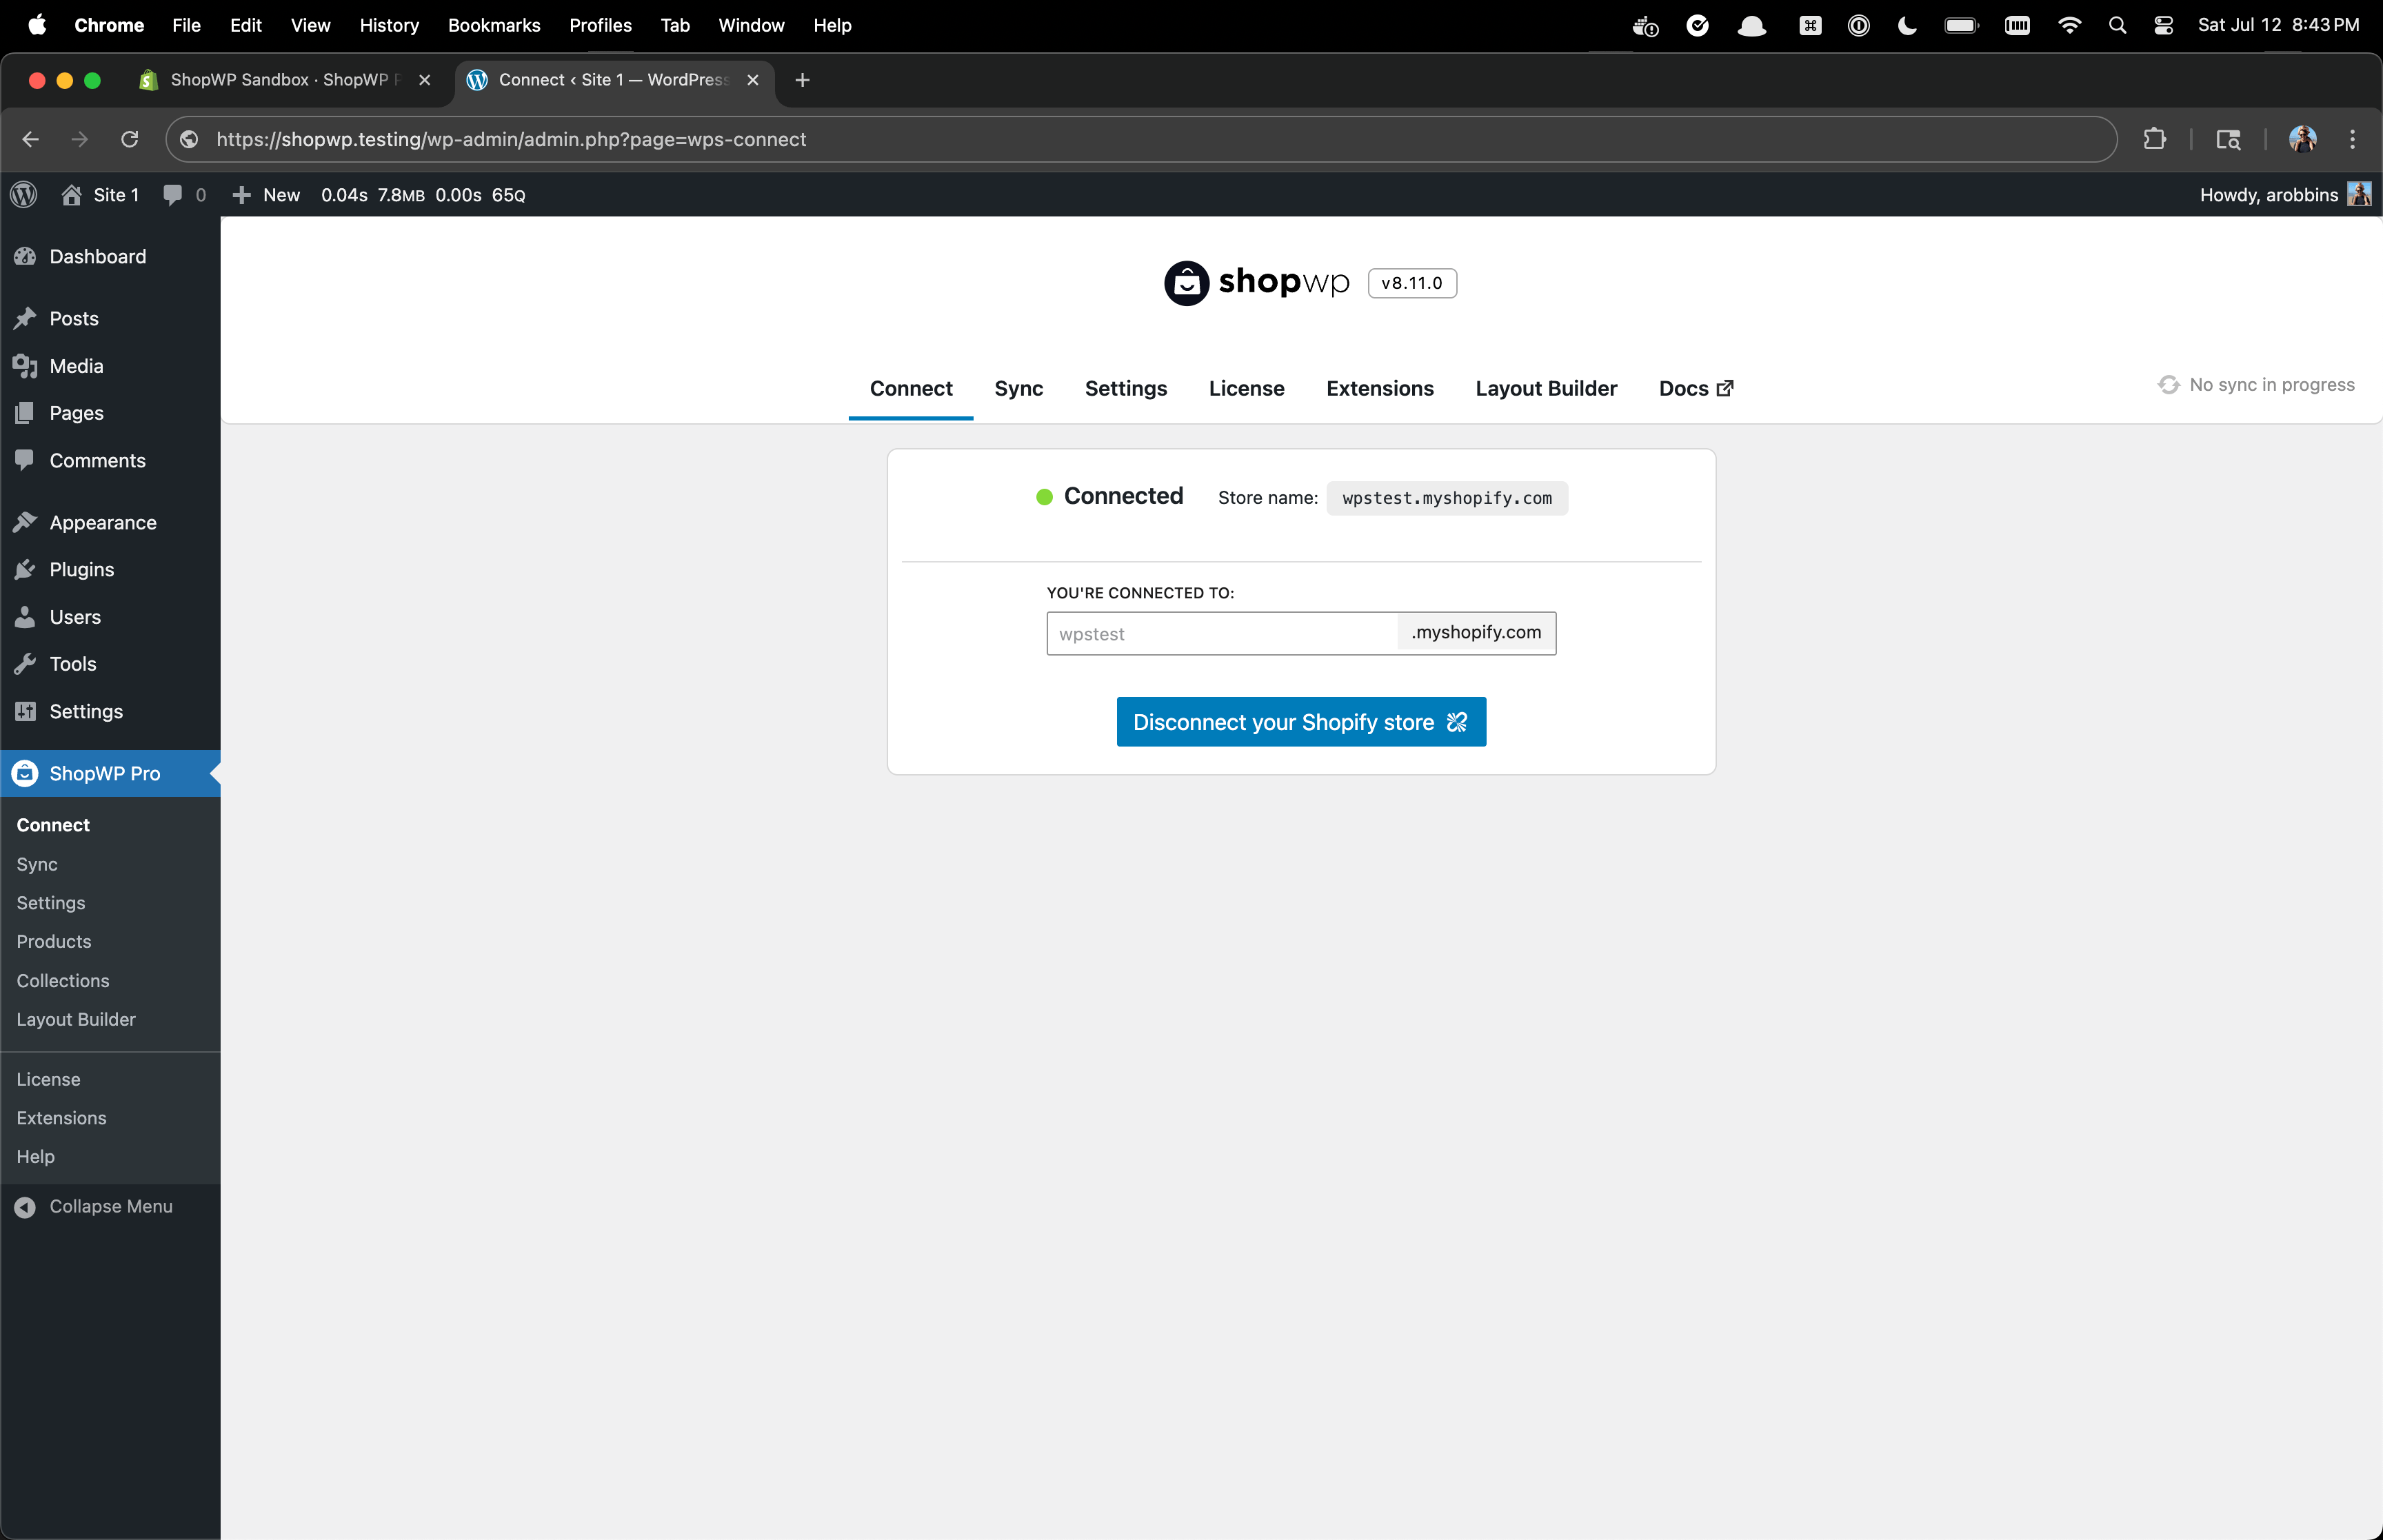 Chrome File Edit View History Bookmarks Profiles Tab Window Help
Sat Jul 12 8:43 PM
ShopWP Sandbox · ShopWP
Connect ‹ Site 1 — WordPress
https://shopwp.testing/wp-admin/admin.php?page=wps-connect
Site 1 0 New 0.04s 7.8MB 0.00s 65Q
Howdy, arobbins
Dashboard
Posts
Media
Pages
Comments
Appearance
Plugins
Users
Tools
Settings
ShopWP Pro
Connect
Sync
Settings
Products
Collections
Layout Builder
License
Extensions
Help
Collapse Menu
shopwp v8.11.0
Connect Sync Settings License Extensions Layout Builder Docs
No sync in progress
Connected Store name: wpstest.myshopify.com
YOU'RE CONNECTED TO:
wpstest .myshopify.com
Disconnect your Shopify store